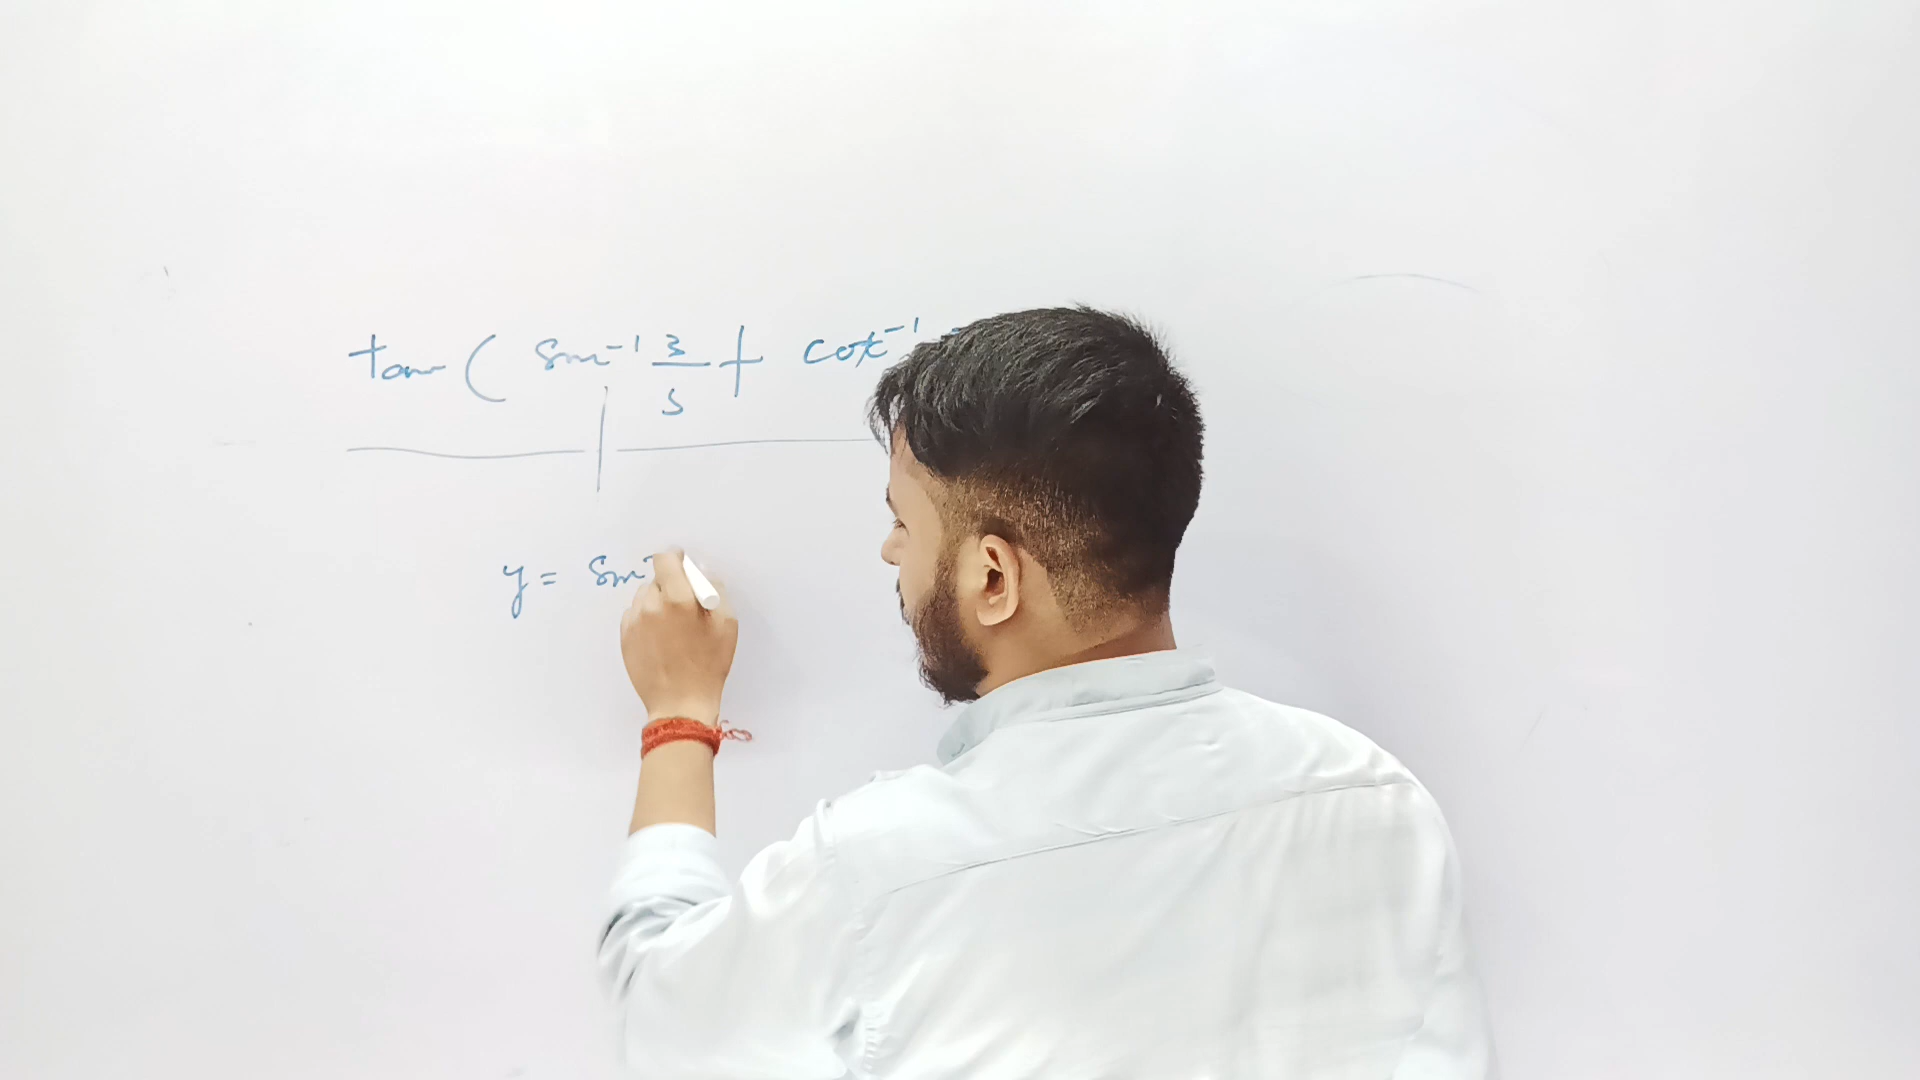 tan ( sin⁻¹ 3/5 + cot⁻¹
y = sin⁻